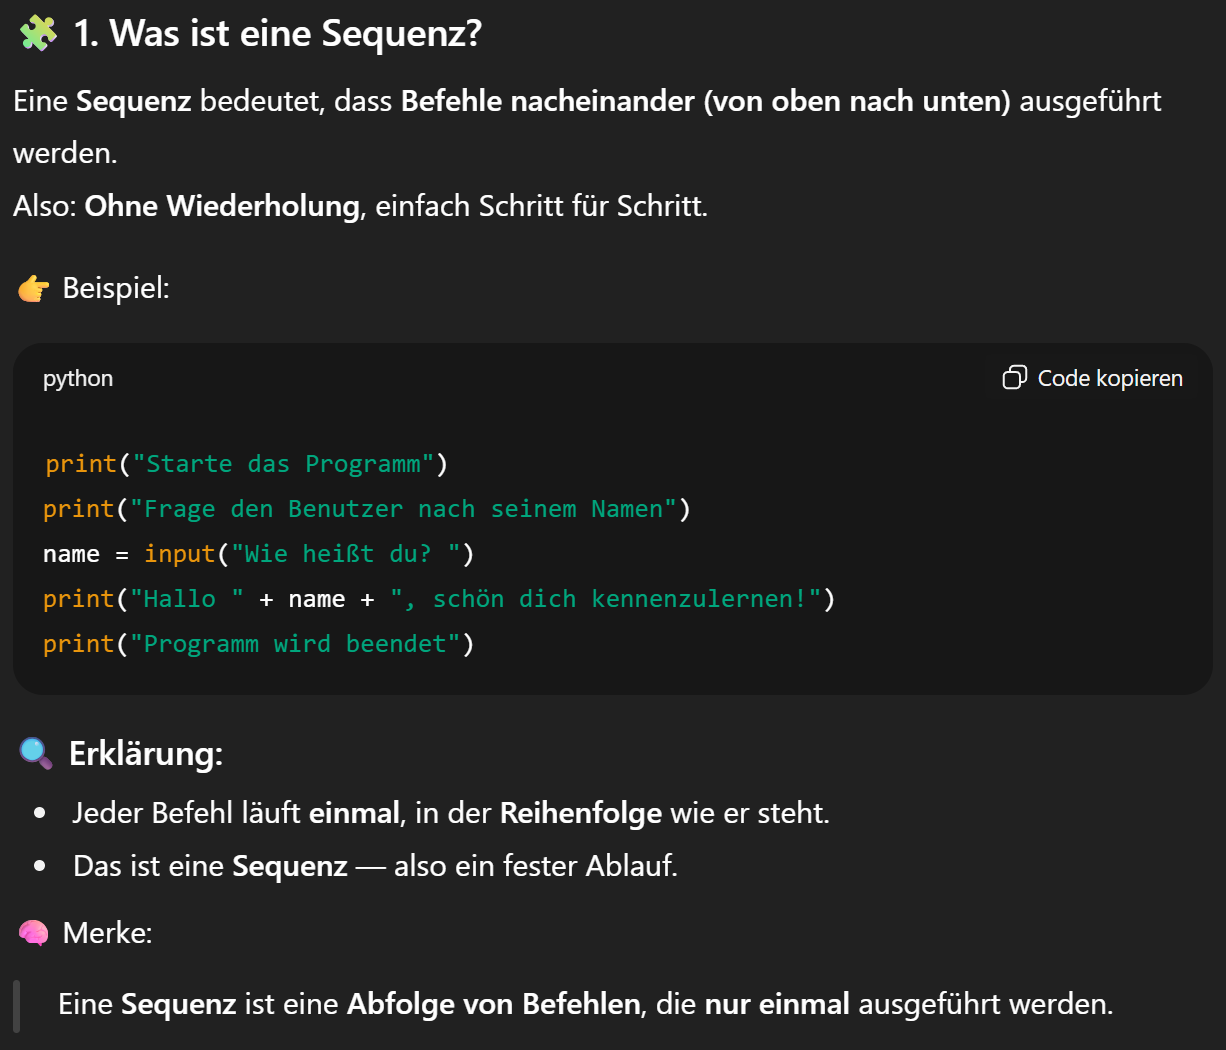 1. Was ist eine Sequenz?
Eine Sequenz bedeutet, dass Befehle nacheinander (von oben nach unten) ausgeführt
werden.
Also: Ohne Wiederholung, einfach Schritt für Schritt.
Beispiel:
python
Code kopieren
print("Starte das Programm")
print("Frage den Benutzer nach seinem Namen")
name = input("Wie heißt du? ")
print("Hallo " + name + ", schön dich kennenzulernen!")
print("Programm wird beendet")
Erklärung:
• Jeder Befehl läuft einmal, in der Reihenfolge wie er steht.
• Das ist eine Sequenz — also ein fester Ablauf.
Merke:
Eine Sequenz ist eine Abfolge von Befehlen, die nur einmal ausgeführt werden.